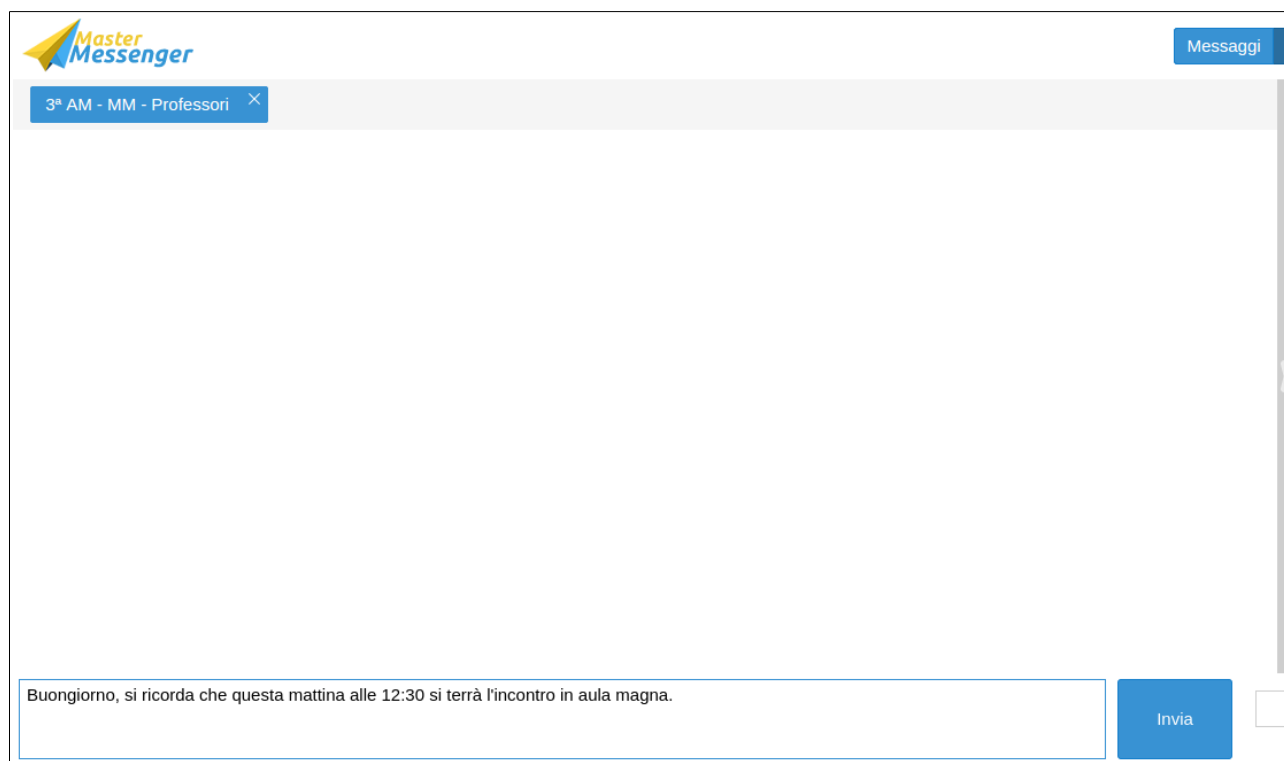 Master
Messenger
Messaggi
3ª AM - MM - Professori
Buongiorno, si ricorda che questa mattina alle 12:30 si terrà l'incontro in aula magna.
Invia